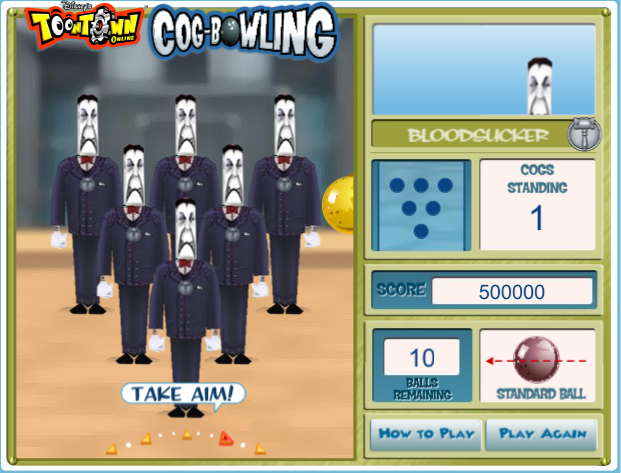 Disney's
TOONTOWN
ONLINE
COG-BOWLING
BLOODSUCKER
COGS
STANDING
1
SCORE
500000
10
BALLS
REMAINING
STANDARD BALL
TAKE AIM!
HOW TO PLAY
PLAY AGAIN